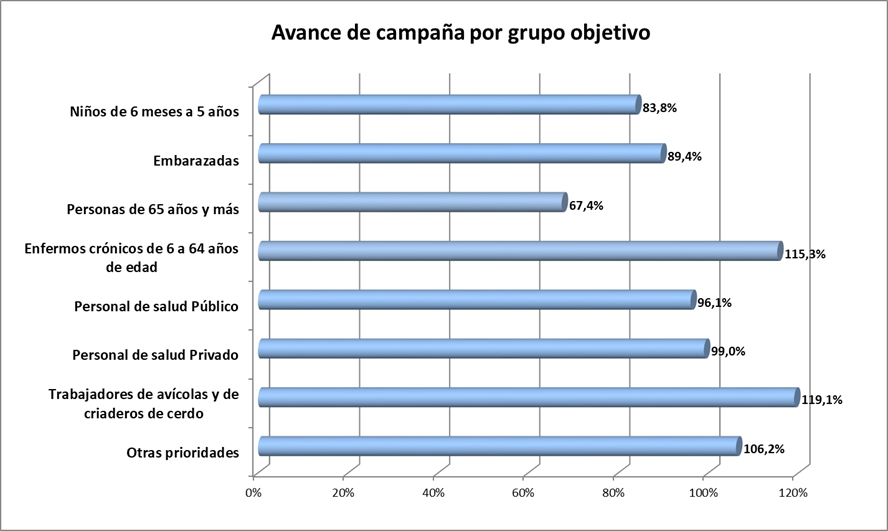 Avance de campaña por grupo objetivo
Niños de 6 meses a 5 años
83,8%
Embarazadas
89,4%
Personas de 65 años y más
67,4%
Enfermos crónicos de 6 a 64 años
de edad
115,3%
Personal de salud Público
96,1%
Personal de salud Privado
99,0%
Trabajadores de avícolas y de
criaderos de cerdo
119,1%
Otras prioridades
106,2%
0% 20% 40% 60% 80% 100% 120%